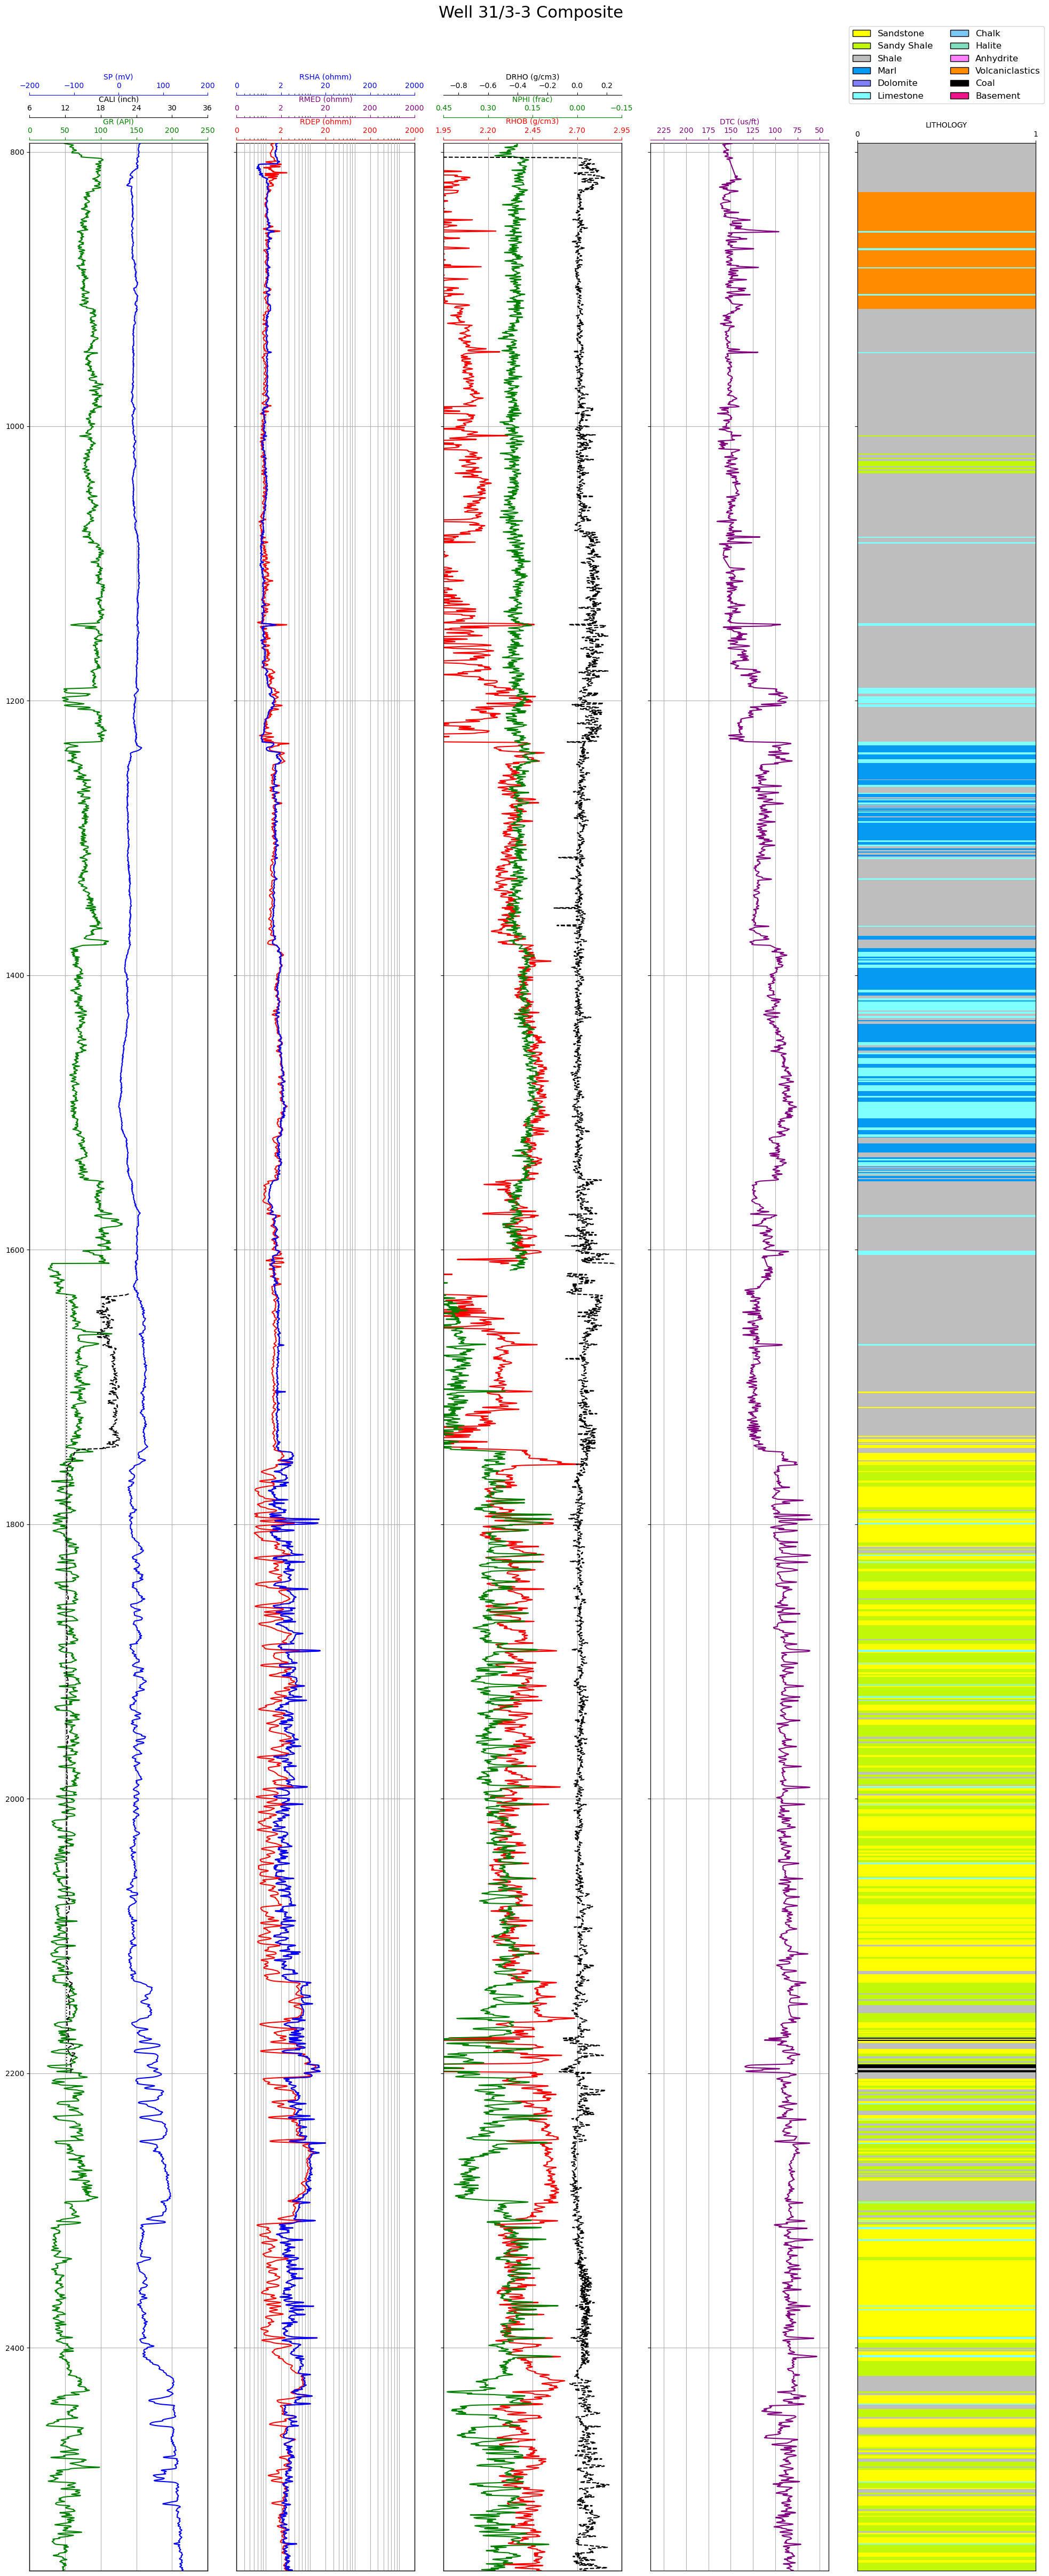 Well 31/3-3 Composite
Sandstone Chalk
Sandy Shale Halite
Shale Anhydrite
Marl Volcaniclastics
Dolomite Coal
Limestone Basement
SP (mV) RSHA (ohmm) DRHO (g/cm3)
−200 −100 0 100 200 0 2 20 200 2000 −0.8 −0.6 −0.4 −0.2 0.0 0.2
CALI (inch) RMED (ohmm) NPHI (frac)
6 12 18 24 30 36 0 2 20 200 2000 0.45 0.30 0.15 0.00 −0.15
GR (API) RDEP (ohmm) RHOB (g/cm3) DTC (us/ft) LITHOLOGY
0 50 100 150 200 250 0 2 20 200 2000 1.95 2.20 2.45 2.70 2.95 225 200 175 150 125 100 75 50 0 1
800
1000
1200
1400
1600
1800
2000
2200
2400